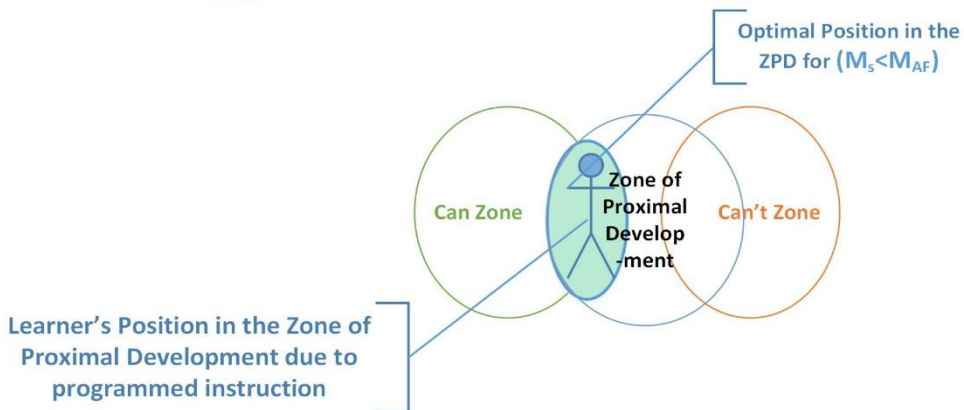 Optimal Position in the
ZPD for (Ms<MAF)
Can Zone
Zone of
Proximal
Develop
-ment
Can't Zone
Learner's Position in the Zone of
Proximal Development due to
programmed instruction